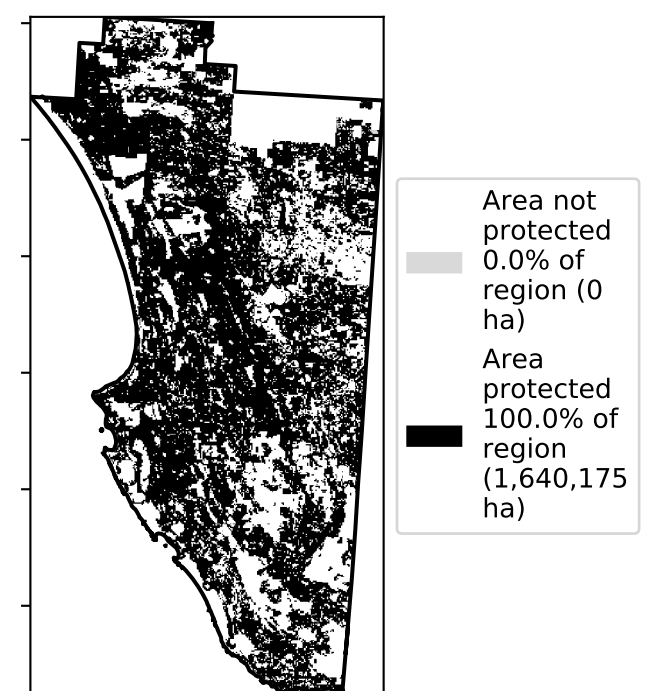 Area not
protected
0.0% of
region (0
ha)
Area
protected
100.0% of
region
(1,640,175
ha)